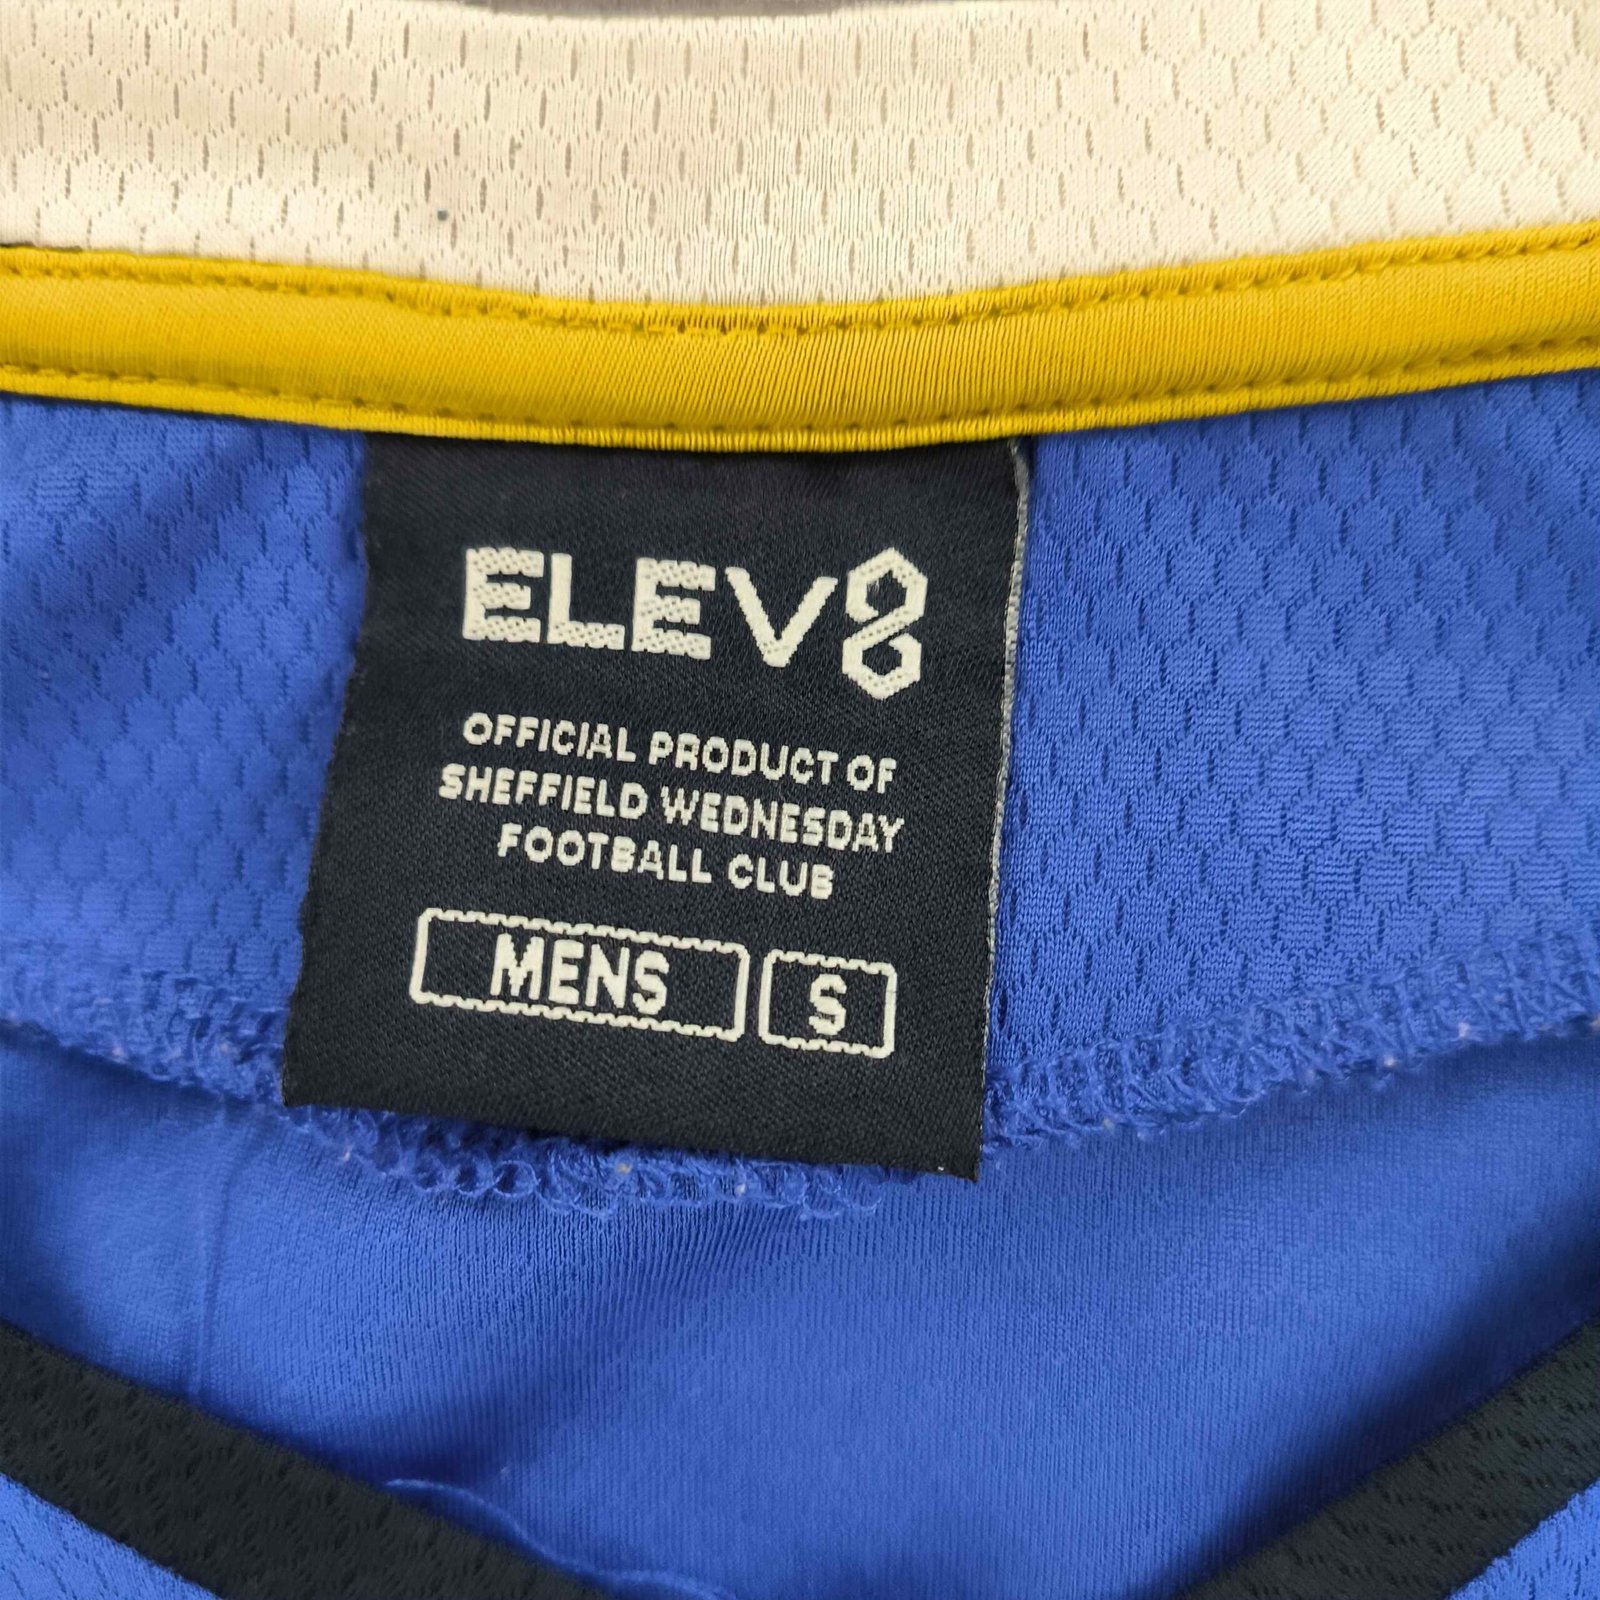 ELEV8
OFFICIAL PRODUCT OF
SHEFFIELD WEDNESDAY
FOOTBALL CLUB
MENS S